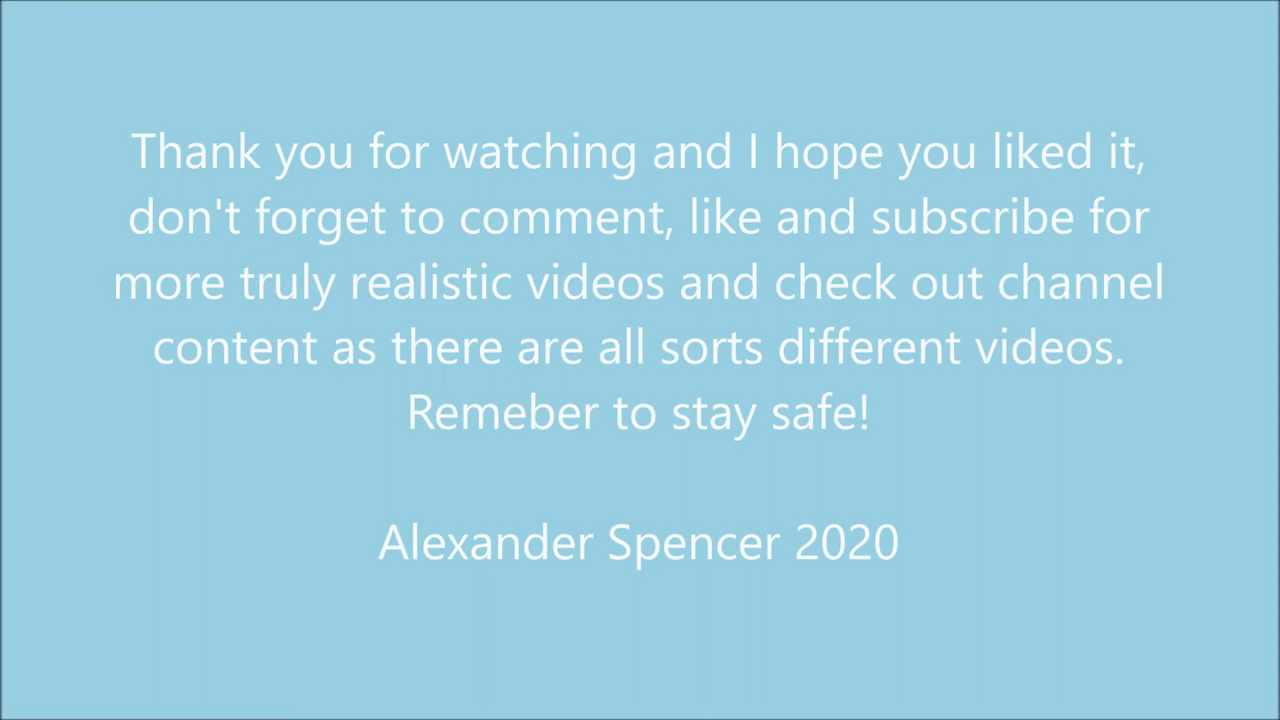 Thank you for watching and I hope you liked it,
don't forget to comment, like and subscribe for
more truly realistic videos and check out channel
content as there are all sorts different videos.
Remeber to stay safe!
Alexander Spencer 2020